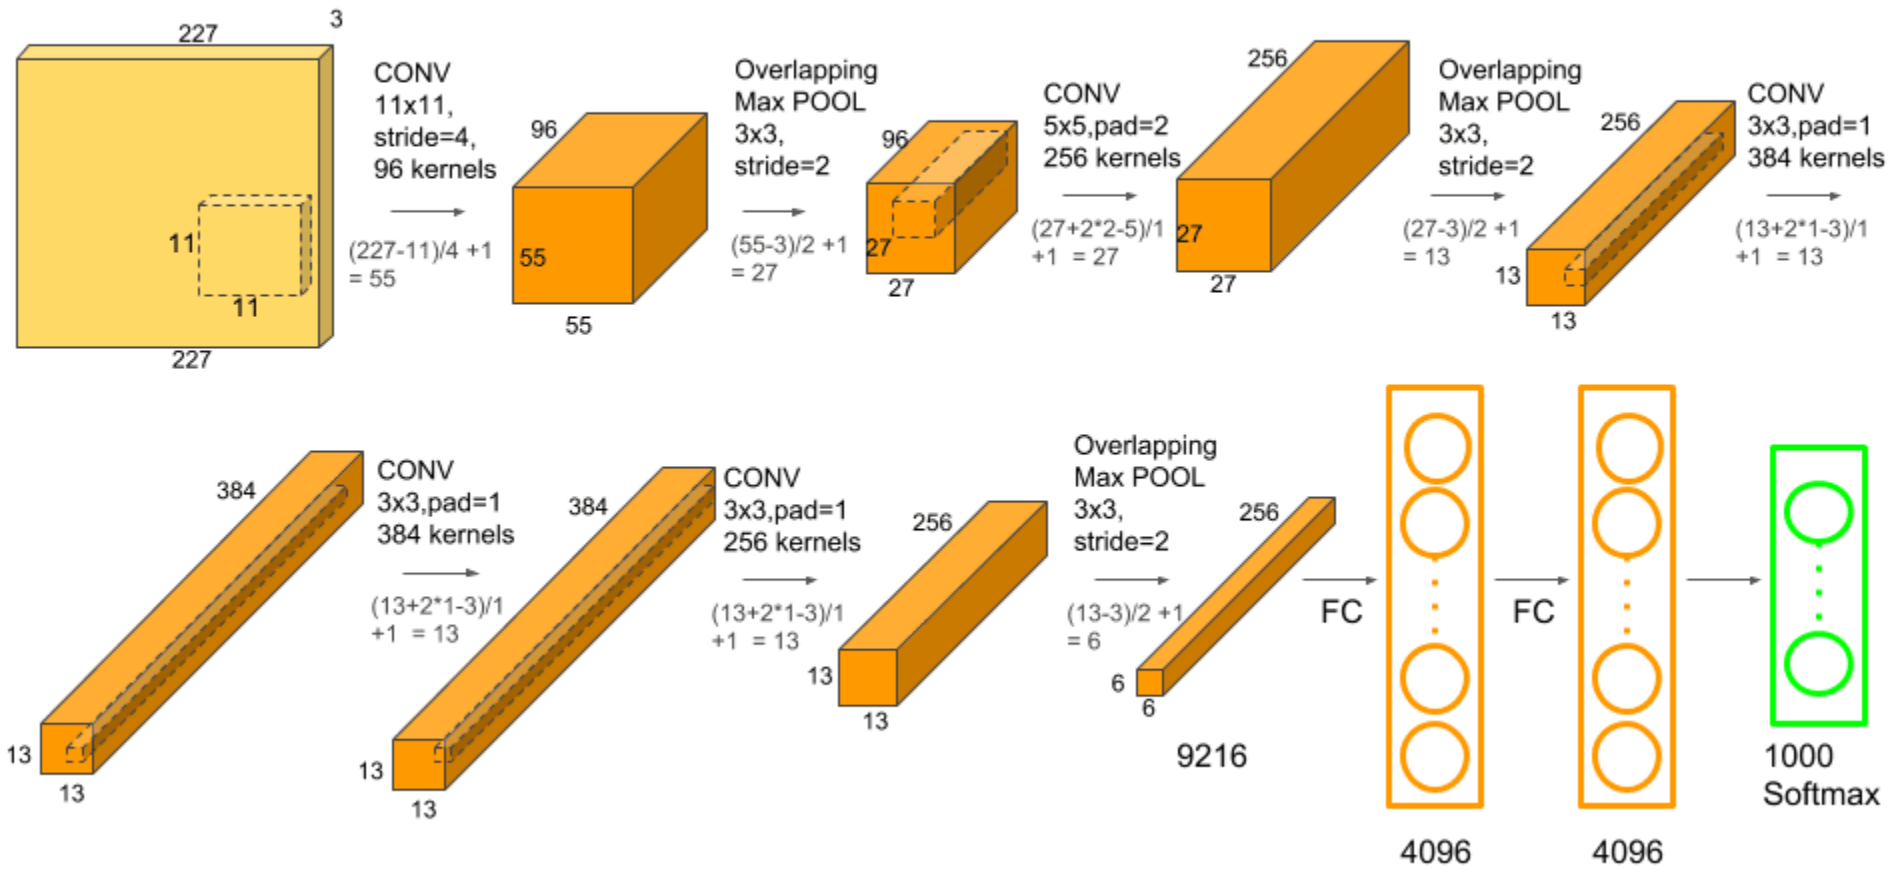 227
3
11
11
227
CONV
11x11,
stride=4,
96 kernels
(227-11)/4 +1
= 55
96
55
55
Overlapping
Max POOL
3x3,
stride=2
(55-3)/2 +1
= 27
96
27
27
CONV
5x5,pad=2
256 kernels
(27+2*2-5)/1
+1 = 27
256
27
27
Overlapping
Max POOL
3x3,
stride=2
(27-3)/2 +1
= 13
256
13
13
CONV
3x3,pad=1
384 kernels
(13+2*1-3)/1
+1 = 13
384
13
13
CONV
3x3,pad=1
384 kernels
(13+2*1-3)/1
+1 = 13
384
13
13
CONV
3x3,pad=1
256 kernels
(13+2*1-3)/1
+1 = 13
256
13
13
Overlapping
Max POOL
3x3,
stride=2
(13-3)/2 +1
= 6
256
6
6
9216
FC
4096
FC
4096
1000
Softmax